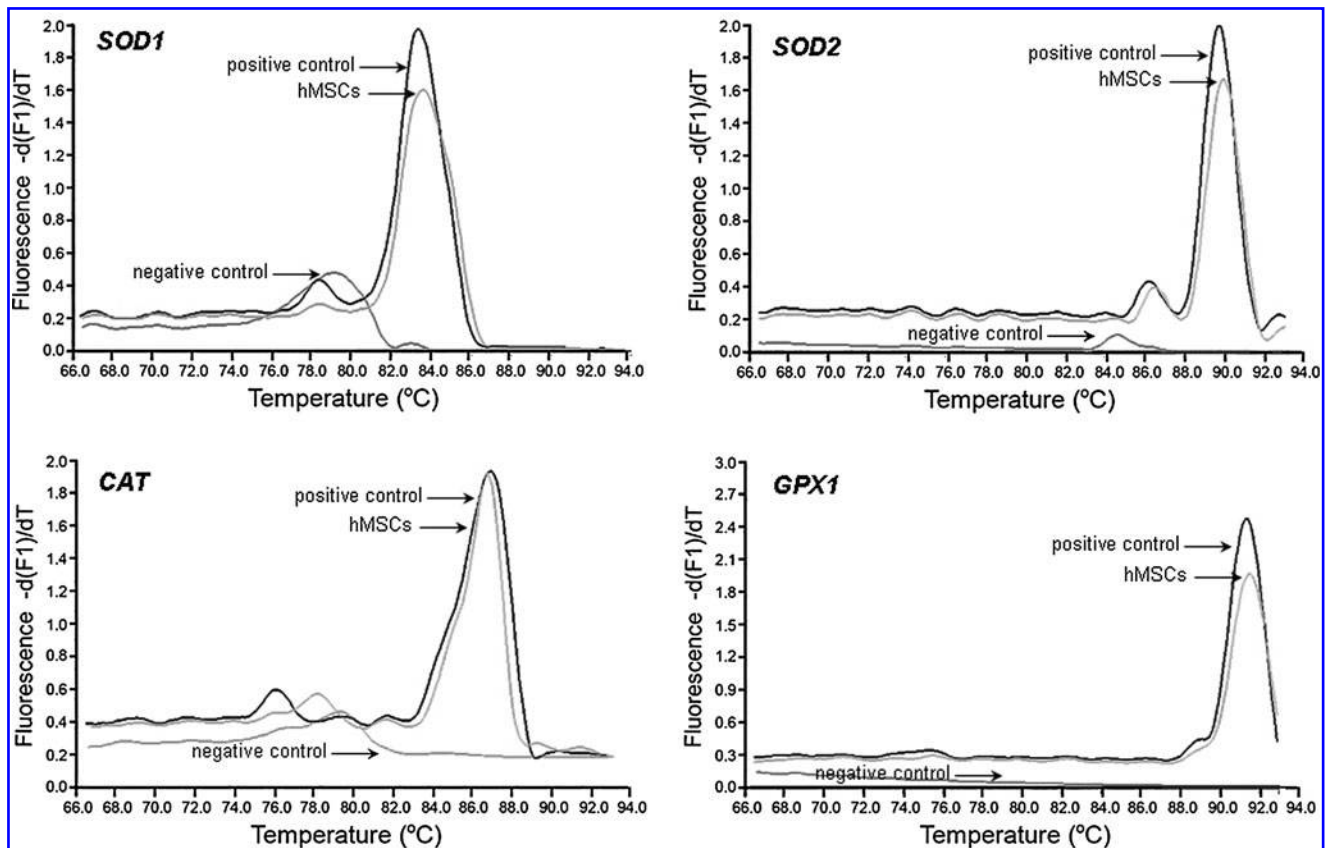 SOD1
Fluorescence -d(F1)/dT
2.0
1.8
1.6
1.4
1.2
1.0
1.8
0.6
0.4
0.2
0.0
positive control
hMSCs
negative control
66.0 68.0 70.0 72.0 74.0 76.0 78.0 80.0 82.0 84.0 86.0 88.0 90.0 92.0 94.0
Temperature (ºC)
SOD2
Fluorescence -d(F1)/dT
2.0
1.8
1.6
1.4
1.2
1.0
1.8
0.6
0.4
0.2
0.0
positive control
hMSCs
negative control
66.0 68.0 70.0 72.0 74.0 76.0 78.0 80.0 82.0 84.0 86.0 88.0 90.0 92.0 94.0
Temperature (ºC)
CAT
Fluorescence -d(F1)/dT
2.0
1.8
1.6
1.4
1.2
1.0
0.8
0.6
0.4
0.2
0.0
positive control
hMSCs
negative control
66.0 68.0 70.0 72.0 74.0 76.0 78.0 80.0 82.0 84.0 86.0 88.0 90.0 92.0 94.0
Temperature (ºC)
GPX1
Fluorescence -d(F1)/dT
3.0
2.7
2.5
2.1
1.8
1.5
2.1
0.9
0.6
0.3
0.0
positive control
hMSCs
negative control
66.0 68.0 70.0 72.0 74.0 76.0 78.0 80.0 82.0 84.0 86.0 88.0 90.0 92.0 94.0
Temperature (ºC)